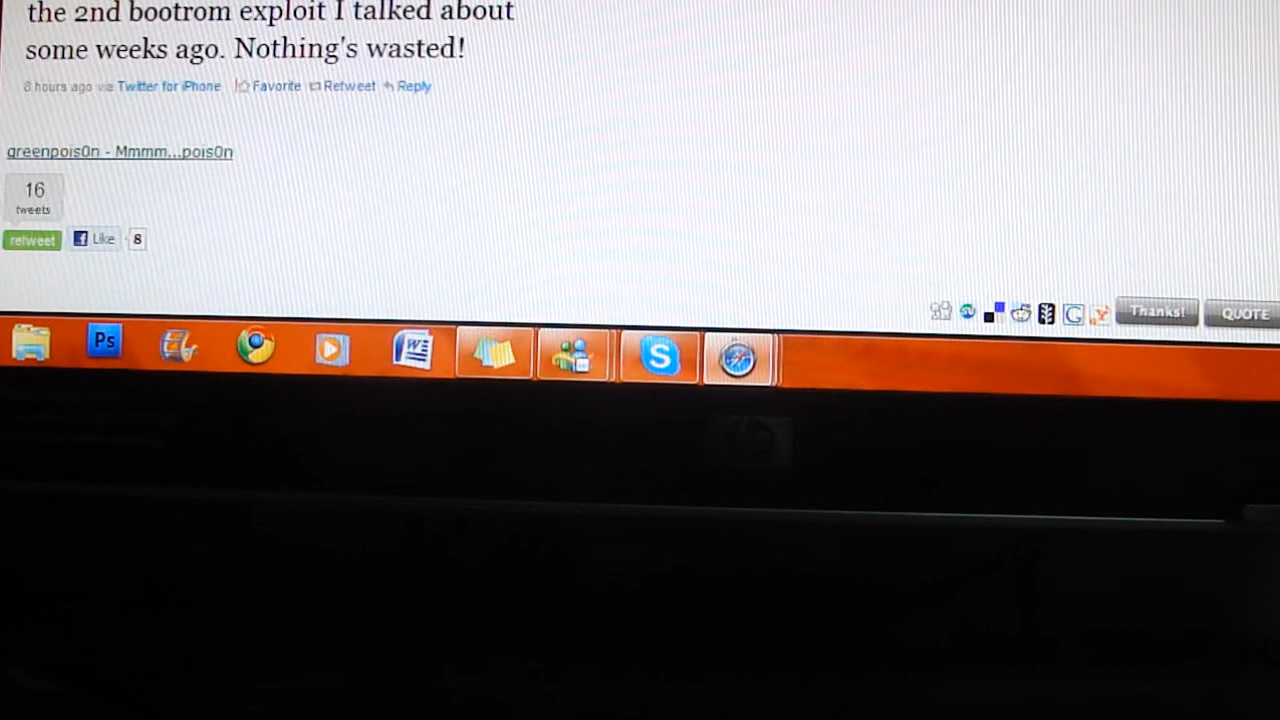 the 2nd bootrom exploit I talked about
some weeks ago. Nothing's wasted!
8 hours ago via Twitter for iPhone Favorite Retweet Reply
greenpois0n - Mmmm...pois0n
16
tweets
retweet Like 8
Thanks! QUOTE
Ps
W
S
hp